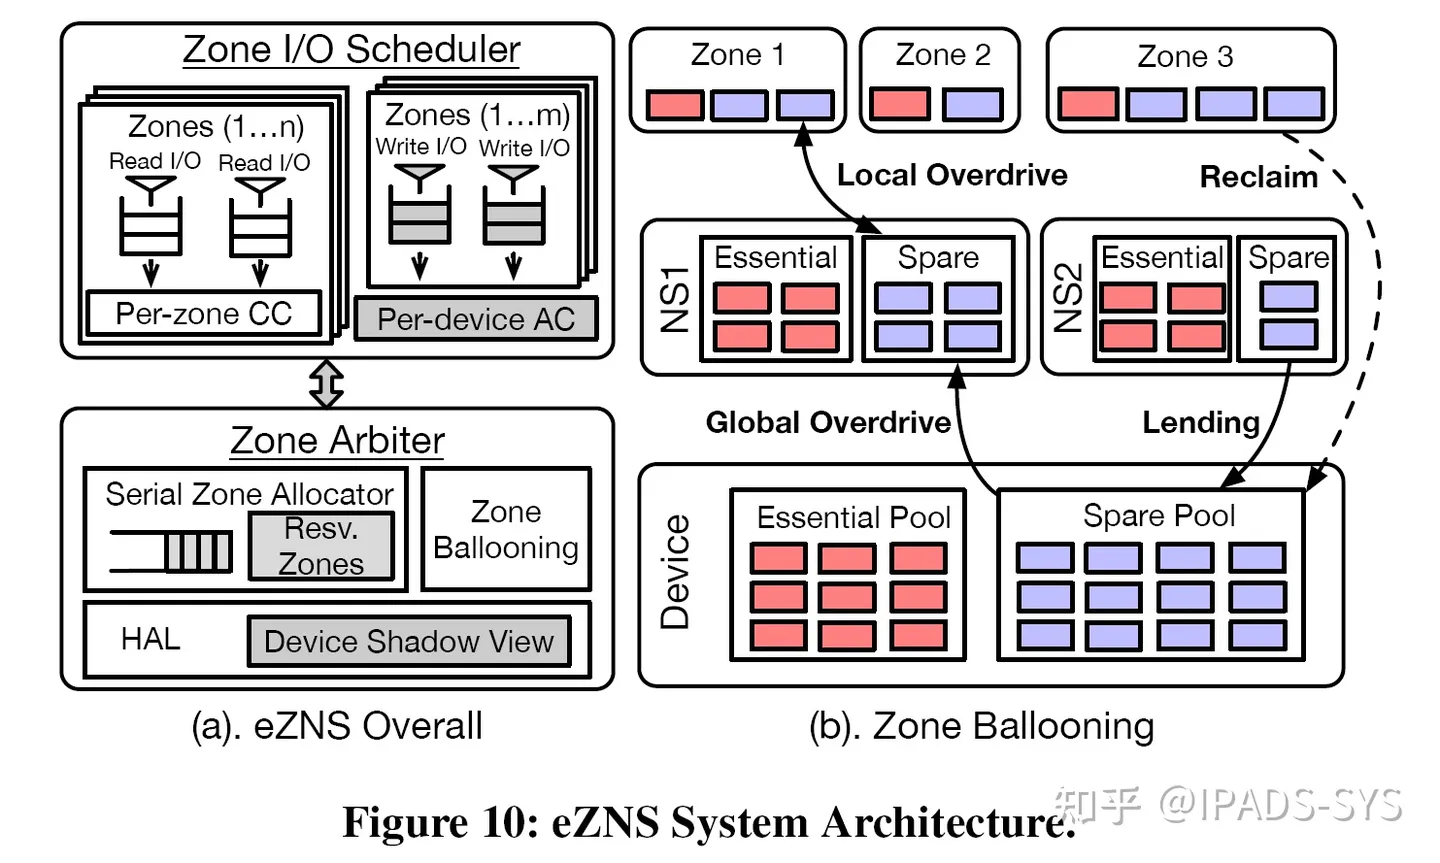 Zone I/O Scheduler
Zones (1...n)
Read I/O Read I/O
Per-zone CC
Zones (1...m)
Write I/O Write I/O
Per-device AC
Zone Arbiter
Serial Zone Allocator
Resv.
Zones
Zone
Ballooning
HAL
Device Shadow View
(a). eZNS Overall
Zone 1
Zone 2
Zone 3
Local Overdrive
Reclaim
NS1
Essential
Spare
NS2
Essential
Spare
Global Overdrive
Lending
Device
Essential Pool
Spare Pool
(b). Zone Ballooning
Figure 10: eZNS System Architecture.
知乎 @IPADS-SYS